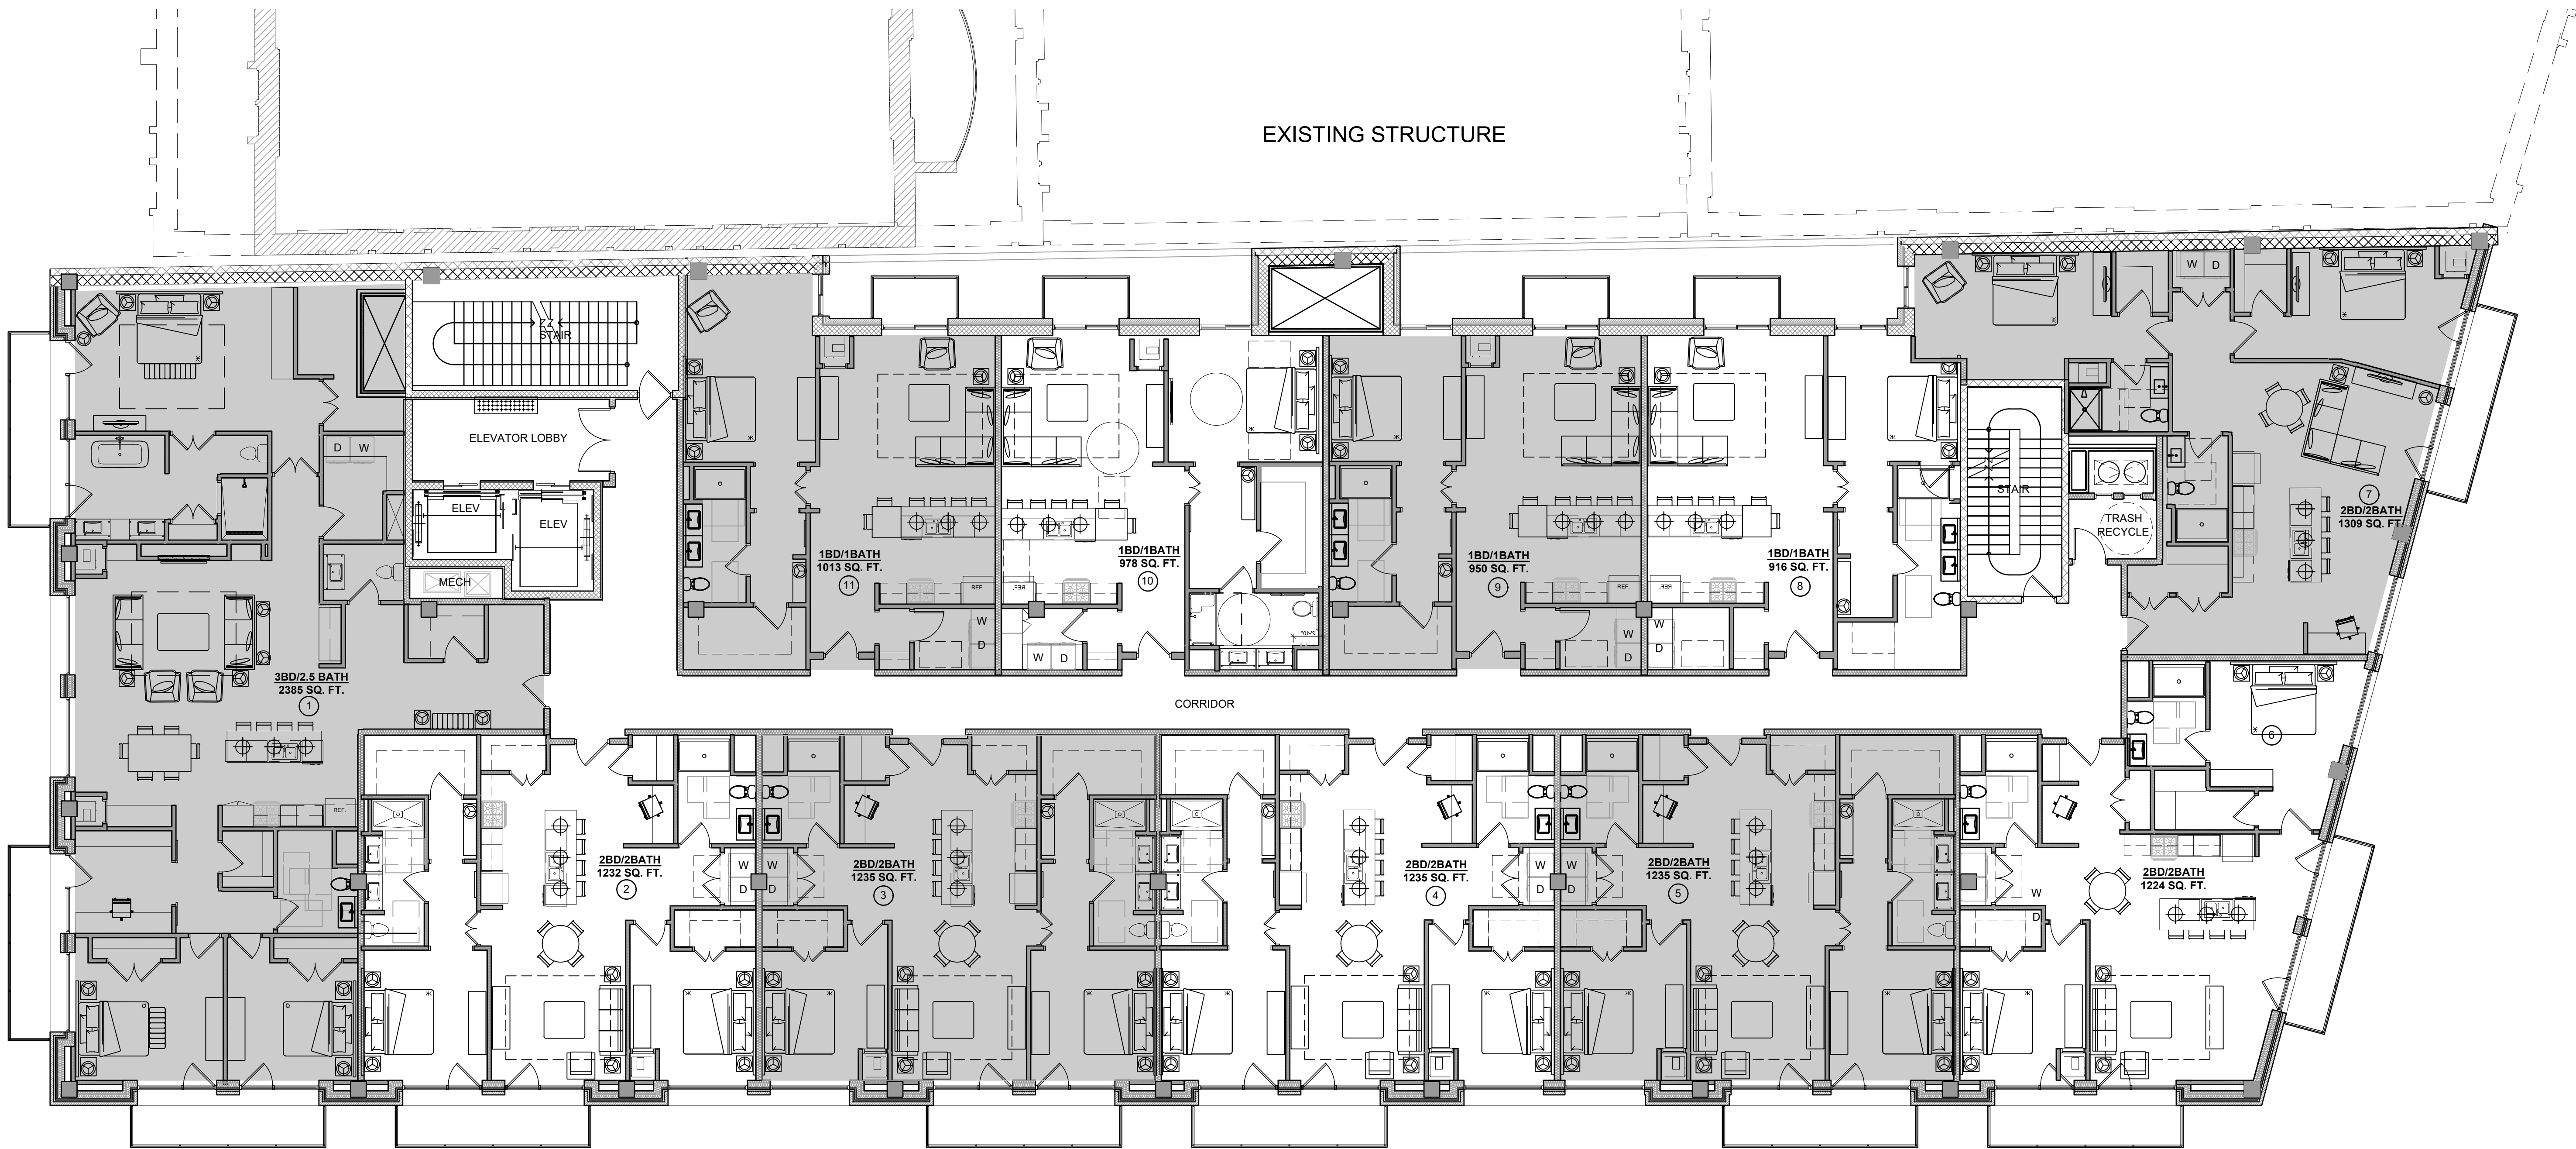 EXISTING STRUCTURE
STAIR
W D
ELEVATOR LOBBY
D W
ELEV
ELEV
MECH
STAIR
TRASH
RECYCLE
7
2BD/2BATH
1309 SQ. FT.
1BD/1BATH
1013 SQ. FT.
11
REF.
W
D
1BD/1BATH
978 SQ. FT.
10
REF.
W D
2'-10"
1BD/1BATH
950 SQ. FT.
9
REF.
W
D
1BD/1BATH
916 SQ. FT.
8
REF.
W
D
3BD/2.5 BATH
2385 SQ. FT.
1
REF.
CORRIDOR
6
2BD/2BATH
1232 SQ. FT.
2
W
D
W
D
2BD/2BATH
1235 SQ. FT.
3
2BD/2BATH
1235 SQ. FT.
4
W
D
W
D
2BD/2BATH
1235 SQ. FT.
5
W
D
2BD/2BATH
1224 SQ. FT.